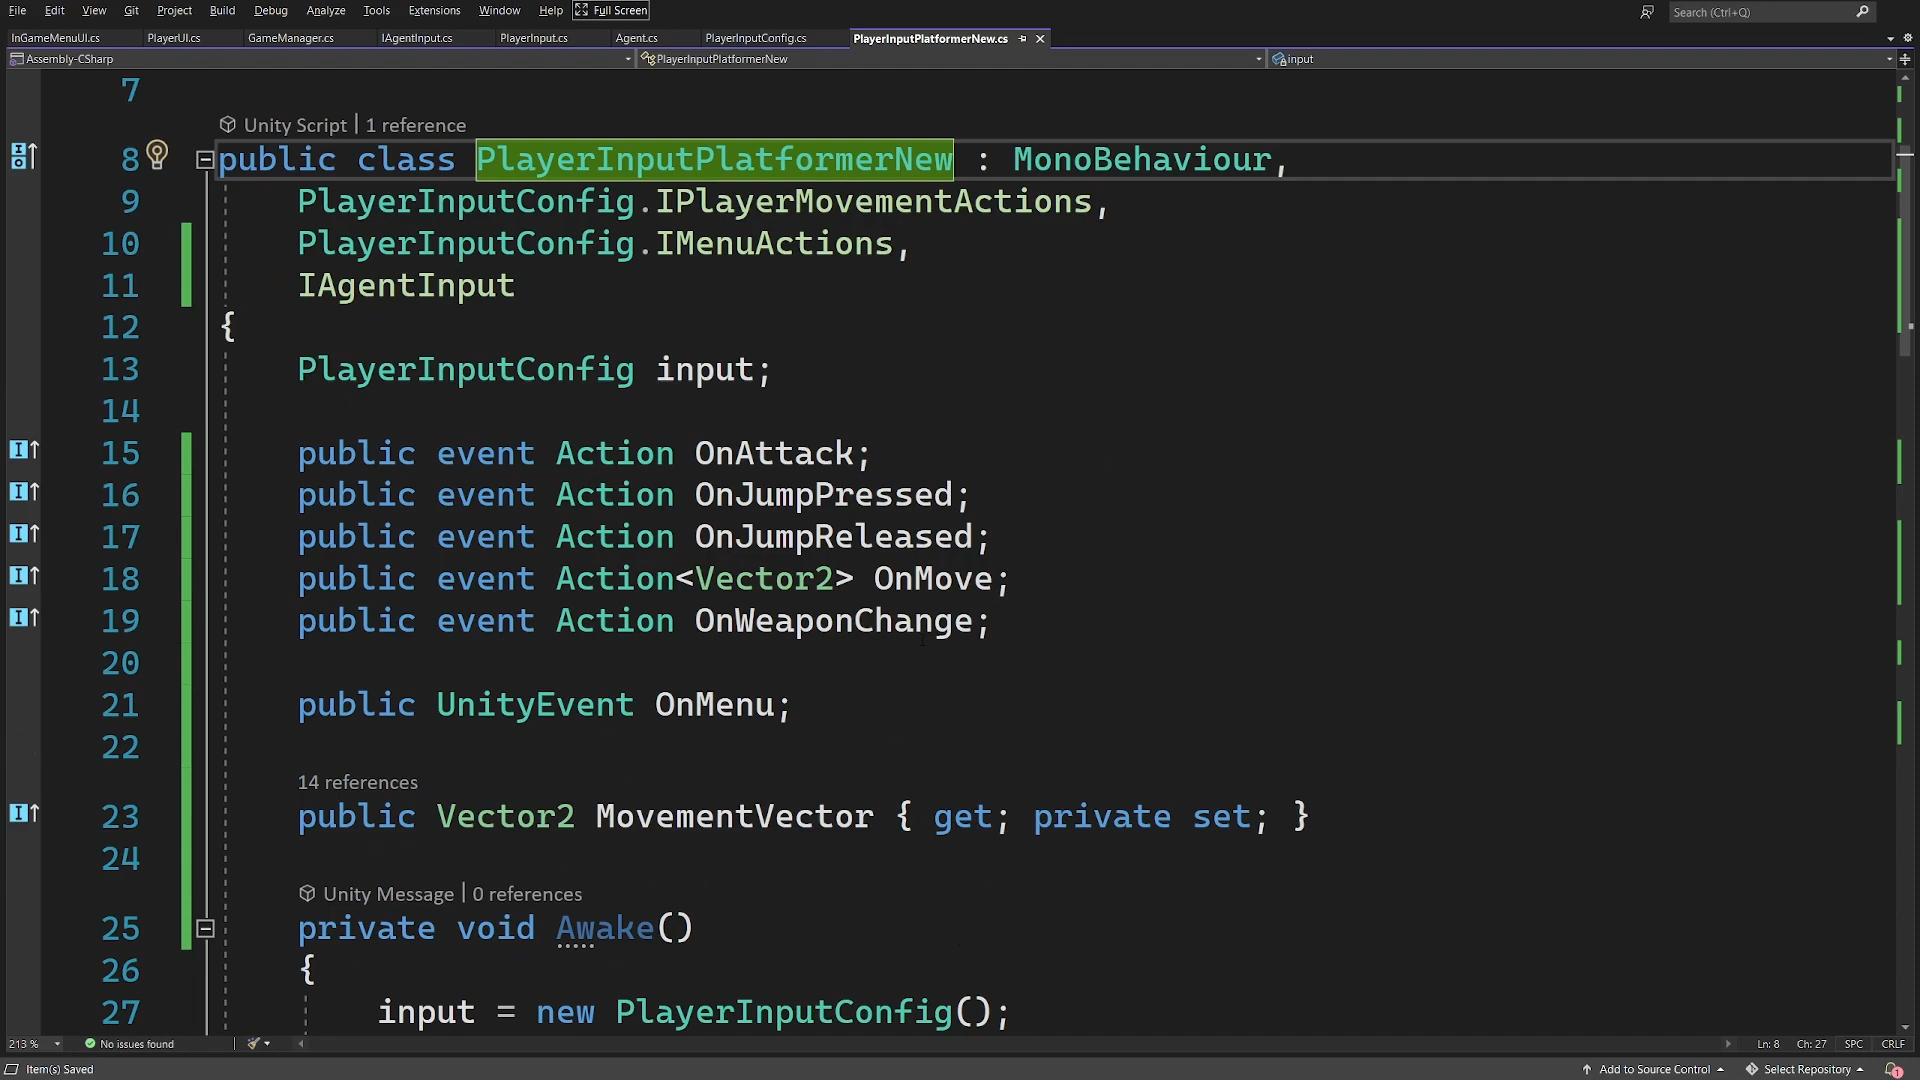 File Edit View Git Project Build Debug Analyze Tools Extensions Window Help Full Screen Search (Ctrl+Q)
InGameMenuUI.cs PlayerUI.cs GameManager.cs IAgentInput.cs PlayerInput.cs Agent.cs PlayerInputConfig.cs PlayerInputPlatformerNew.cs
Assembly-CSharp PlayerInputPlatformerNew input
7
Unity Script | 1 reference
8 public class PlayerInputPlatformerNew : MonoBehaviour,
9 PlayerInputConfig.IPlayerMovementActions,
10 PlayerInputConfig.IMenuActions,
11 IAgentInput
12 {
13 PlayerInputConfig input;
14
15 public event Action OnAttack;
16 public event Action OnJumpPressed;
17 public event Action OnJumpReleased;
18 public event Action<Vector2> OnMove;
19 public event Action OnWeaponChange;
20
21 public UnityEvent OnMenu;
22
14 references
23 public Vector2 MovementVector { get; private set; }
24
Unity Message | 0 references
25 private void Awake()
26 {
27 input = new PlayerInputConfig();
213 % No issues found Ln: 8 Ch: 27 SPC CRLF
Item(s) Saved Add to Source Control Select Repository 1